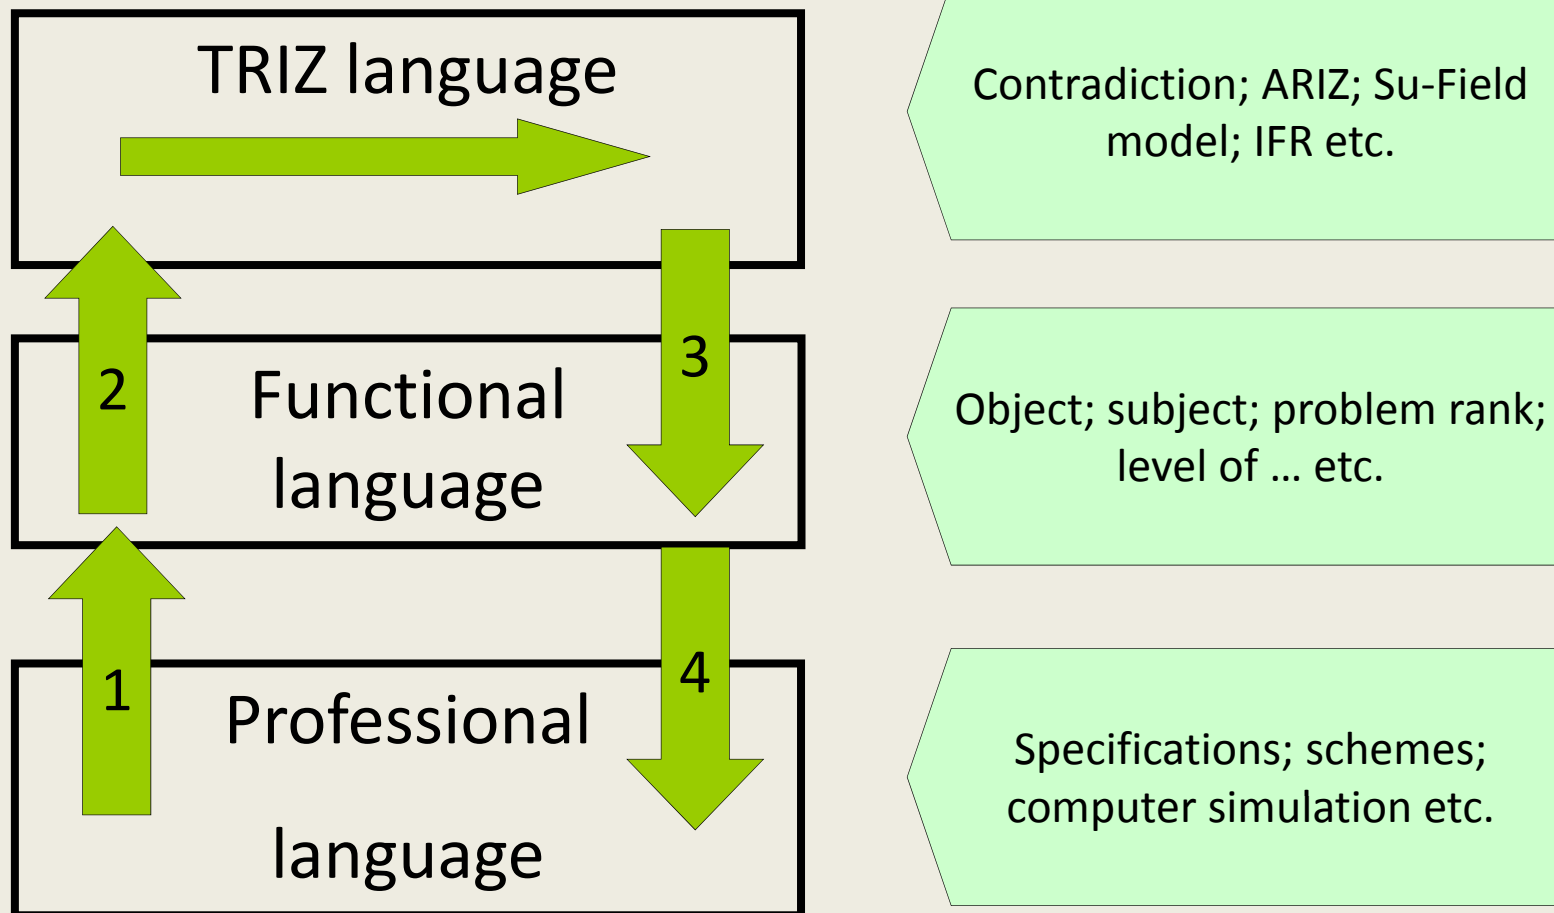 TRIZ language
Contradiction; ARIZ; Su-Field
model; IFR etc.
2
Functional
language
3
Object; subject; problem rank;
level of ... etc.
1
Professional
language
4
Specifications; schemes;
computer simulation etc.